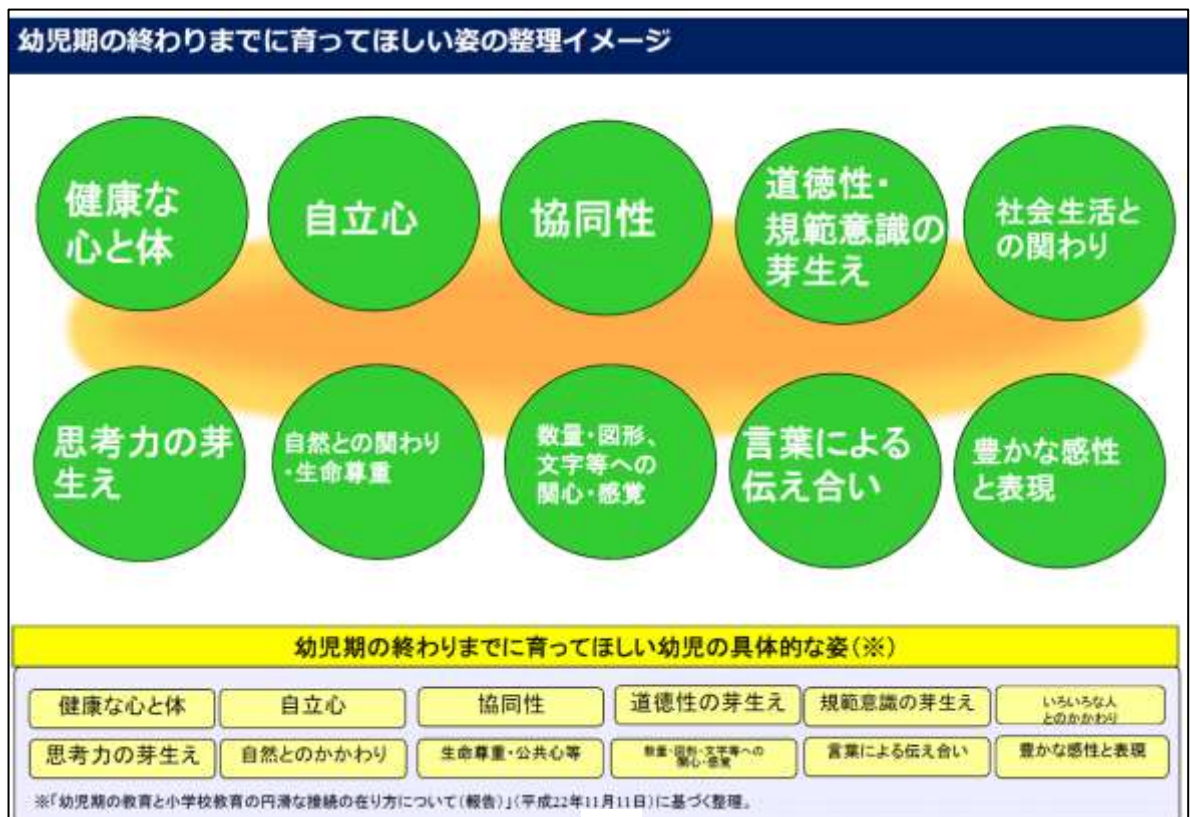 幼児期の終わりまでに育ってほしい姿の整理イメージ
健康な
心と体
自立心
協同性
道徳性・
規範意識の
芽生え
社会生活と
の関わり
思考力の芽
生え
自然との関わり
・生命尊重
数量・図形、
文字等への
関心・感覚
言葉による
伝え合い
豊かな感性
と表現
幼児期の終わりまでに育ってほしい幼児の具体的な姿(※)
健康な心と体
自立心
協同性
道徳性の芽生え
規範意識の芽生え
いろいろな人
とのかかわり
思考力の芽生え
自然とのかかわり
生命尊重・公共心等
数量・図形・文字等への
関心・感覚
言葉による伝え合い
豊かな感性と表現
※「幼児期の教育と小学校教育の円滑な接続の在り方について(報告)」(平成22年11月11日)に基づく整理。